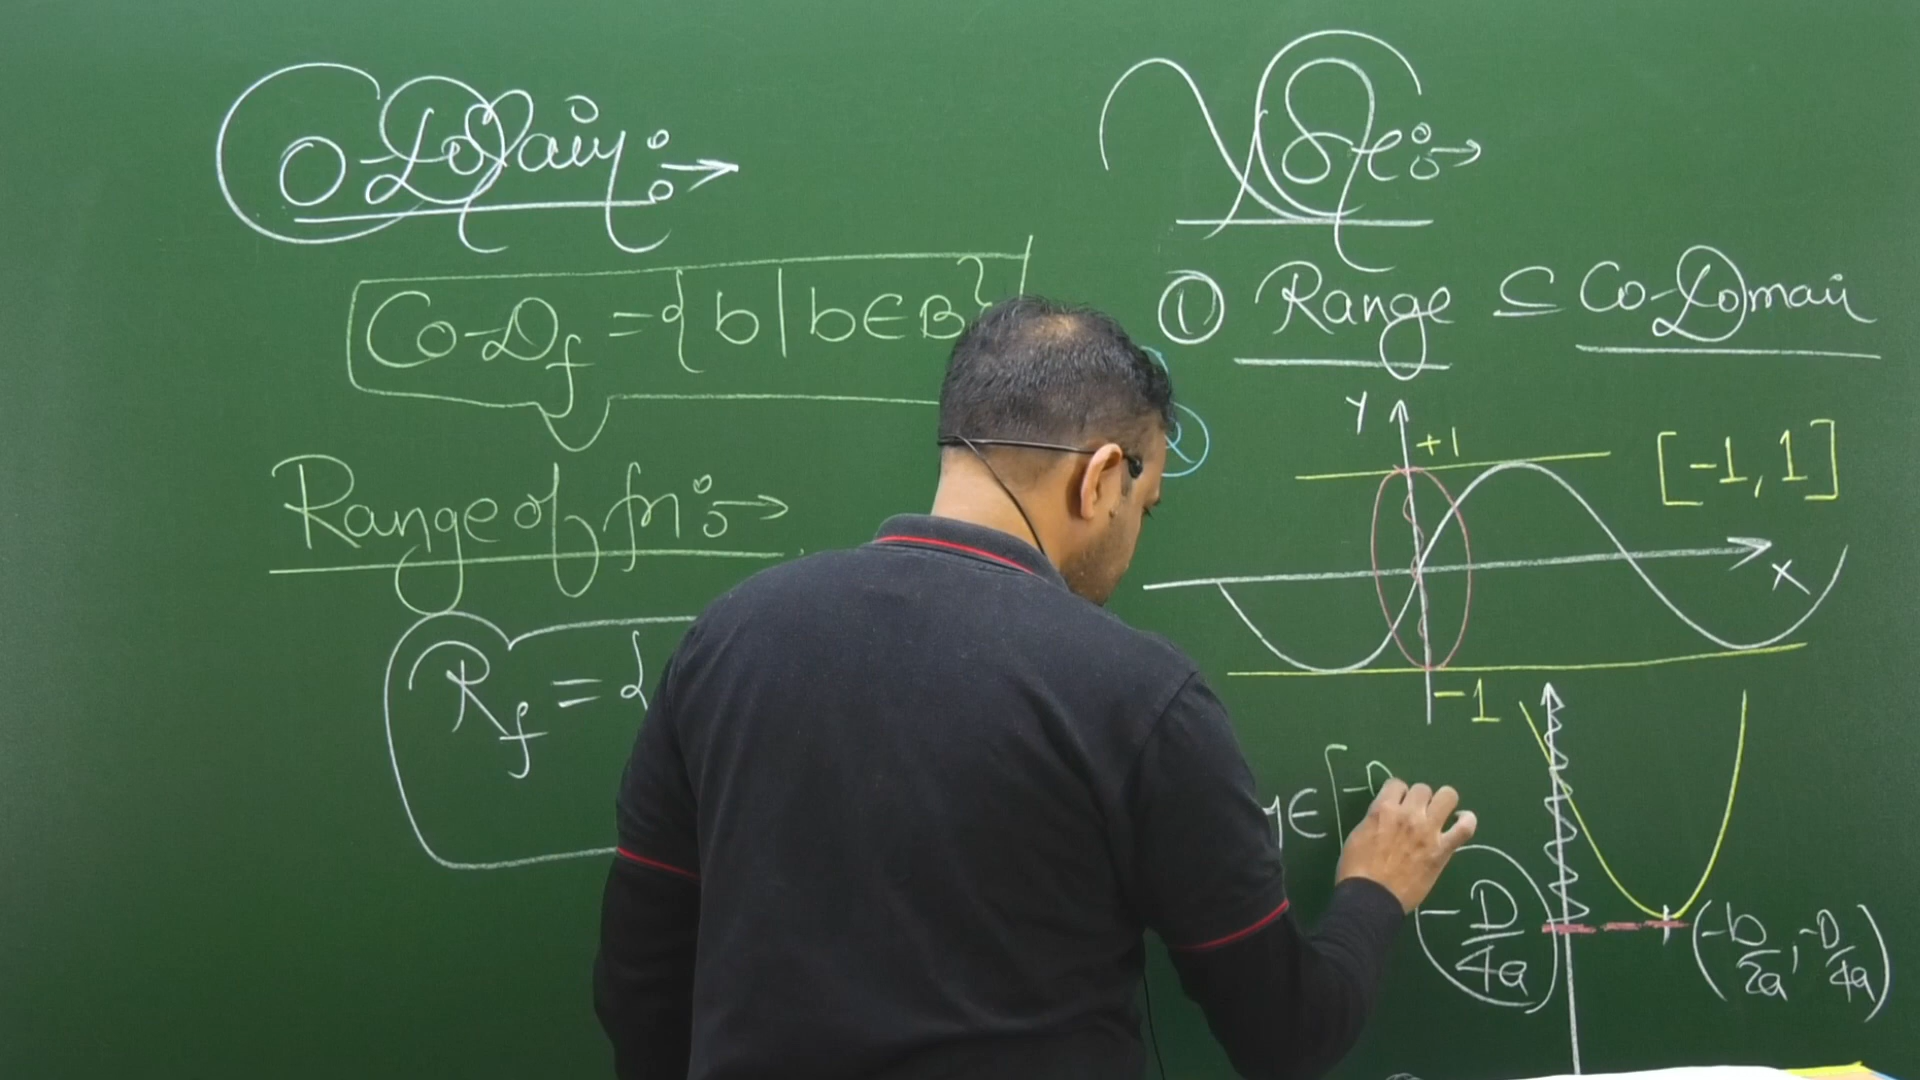 Co-Domain :→
Co-D_f = {b | b ∈ B}
Range of fn :→
R_f = {
Note :→
① Range ⊆ Co-Domain
②
Y
+1
[-1, 1]
X
-1
y ∈ [-D
-D/4a
(-b/2a, -D/4a)